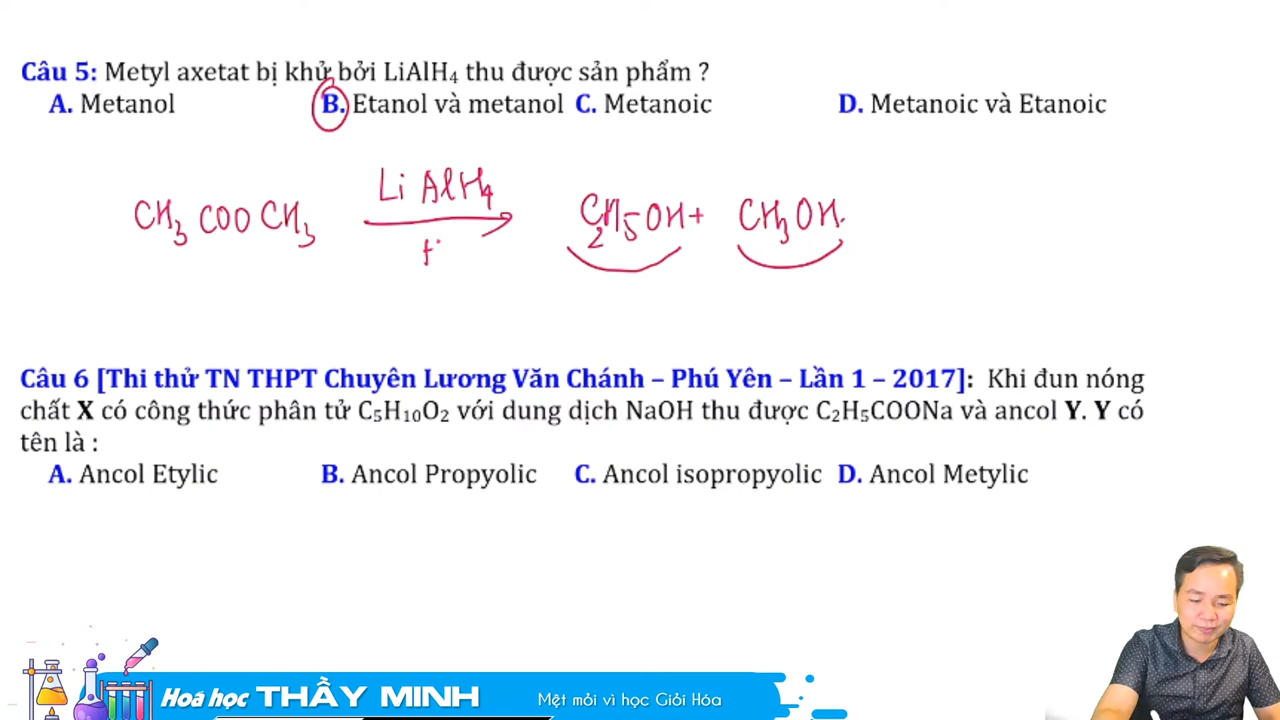 Câu 5: Metyl axetat bị khử bởi LiAlH₄ thu được sản phẩm ?
A. Metanol B. Etanol và metanol C. Metanoic D. Metanoic và Etanoic
LiAlH₄
CH₃COOCH₃ → C₂H₅OH + CH₃OH
t°
Câu 6 [Thi thử TN THPT Chuyên Lương Văn Chánh – Phú Yên – Lần 1 – 2017]: Khi đun nóng
chất X có công thức phân tử C₅H₁₀O₂ với dung dịch NaOH thu được C₂H₅COONa và ancol Y. Y có
tên là :
A. Ancol Etylic B. Ancol Propyolic C. Ancol isopropyolic D. Ancol Metylic
Hoá học THẦY MINH Mệt mỏi vì học Giỏi Hóa